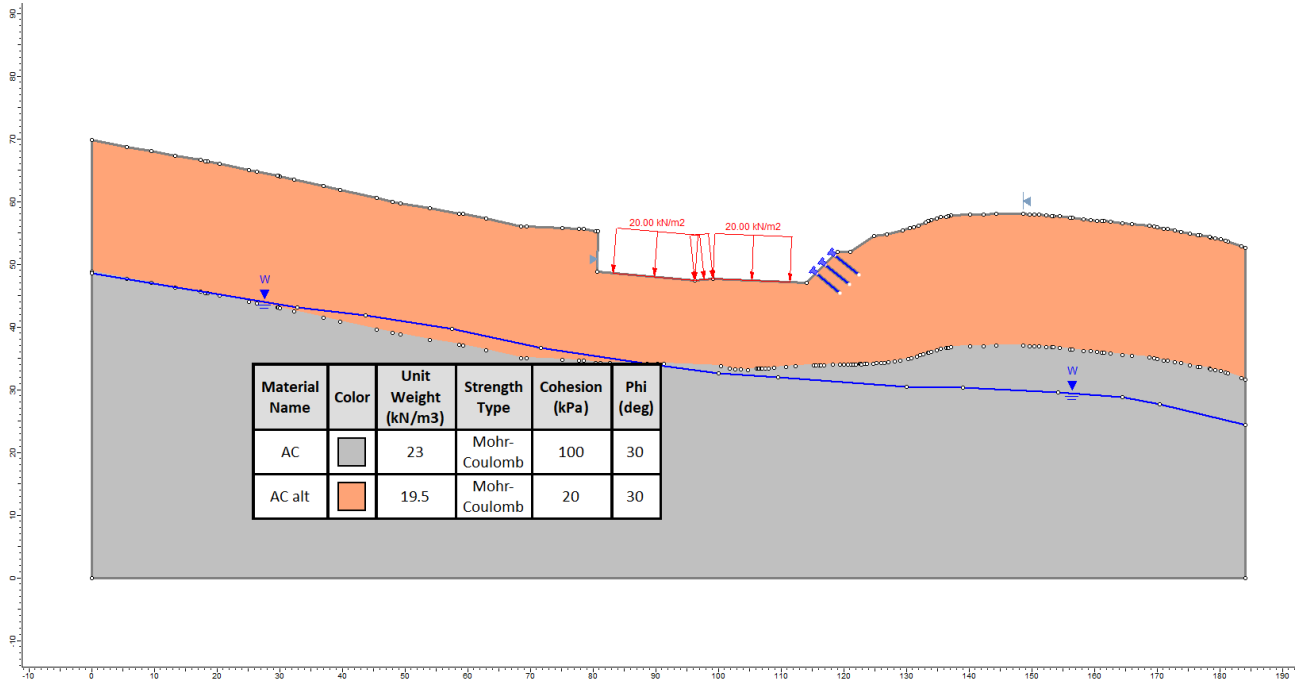 90
80
70
60
50
40
30
20
10
0
-10
20.00 kN/m2 20.00 kN/m2
W
W
Material Name Color Unit Weight (kN/m3) Strength Type Cohesion (kPa) Phi (deg)
AC 23 Mohr-Coulomb 100 30
AC alt 19.5 Mohr-Coulomb 20 30
-10 0 10 20 30 40 50 60 70 80 90 100 110 120 130 140 150 160 170 180 190